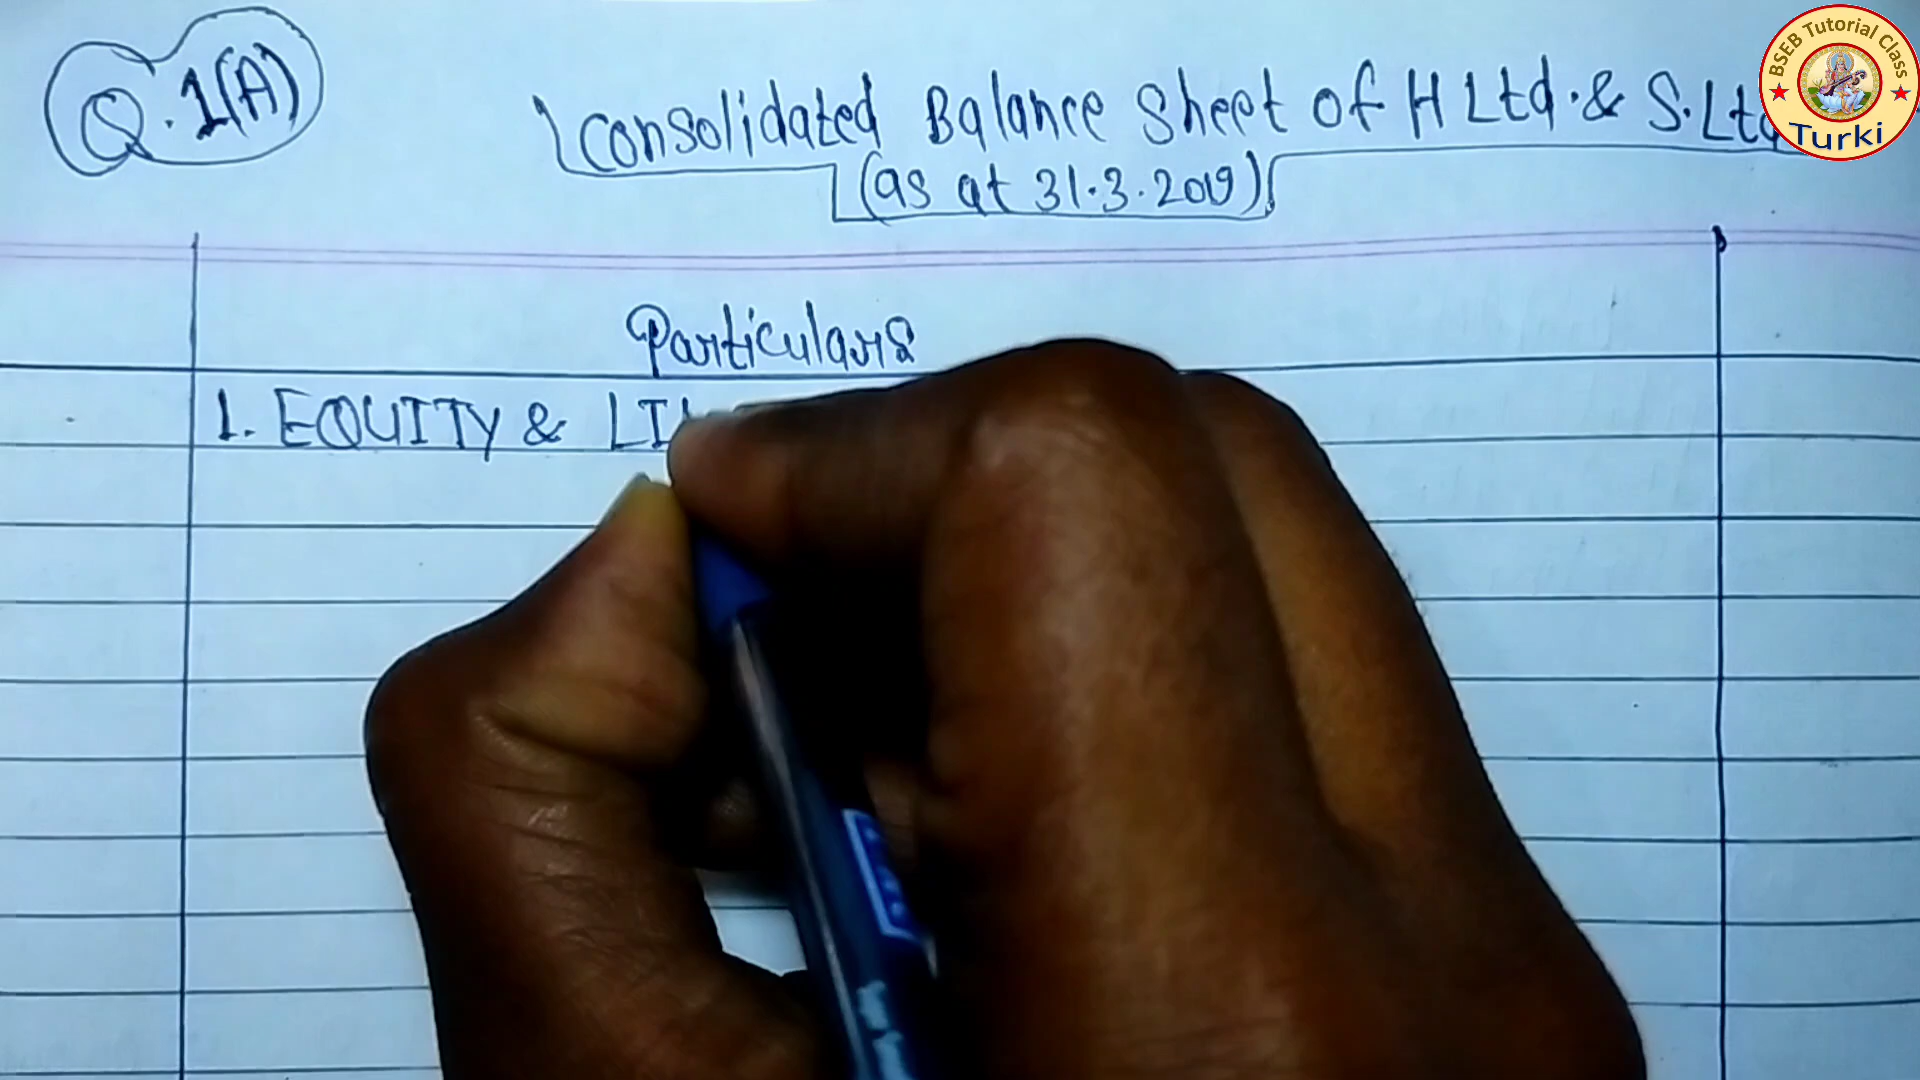 Q.1(A)
Consolidated Balance Sheet of H Ltd. & S. Ltd
(as at 31.3.2019)
Particulars
1. EQUITY & LI
BSEB Tutorial Class
Turki